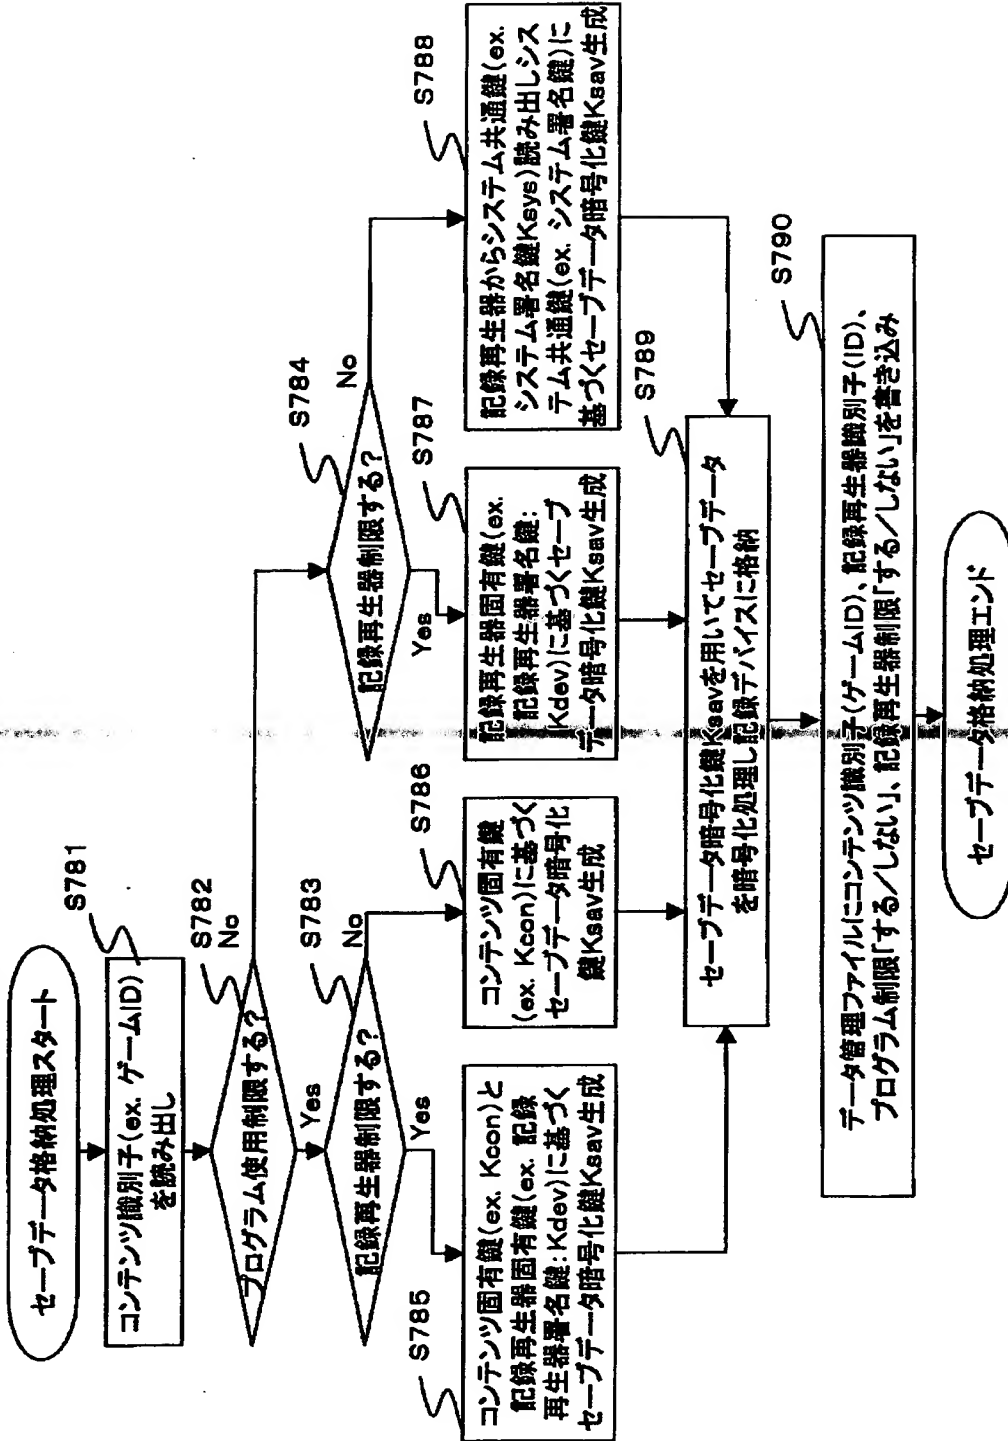 セーブデータ格納処理スタート
S781
コンテンツ識別子(ex. ゲームID)
を読み出し
S782
プログラム使用制限する?
No
Yes
S783
記録再生器制限する?
No
Yes
S784
記録再生器制限する?
No
Yes
S785
コンテンツ固有鍵(ex. Kcon)と
記録再生器固有鍵(ex. 記録
再生器署名鍵:Kdev)に基づく
セーブデータ暗号化鍵Ksav生成
S786
コンテンツ固有鍵
(ex. Kcon)に基づく
セーブデータ暗号化
鍵Ksav生成
S787
記録再生器固有鍵(ex.
記録再生器署名鍵:
Kdev)に基づくセーブ
データ暗号化鍵Ksav生成
S788
記録再生器からシステム共通鍵(ex.
システム署名鍵Ksys)読み出しシス
テム共通鍵(ex. システム署名鍵)に
基づくセーブデータ暗号化鍵Ksav生成
S789
セーブデータ暗号化鍵Ksavを用いてセーブデータ
を暗号化処理し記録デバイスに格納
S790
データ管理ファイルにコンテンツ識別子(ゲームID)、記録再生器識別子(ID)、
プログラム制限「する/しない」、記録再生器制限「する/しない」を書き込み
セーブデータ格納処理エンド